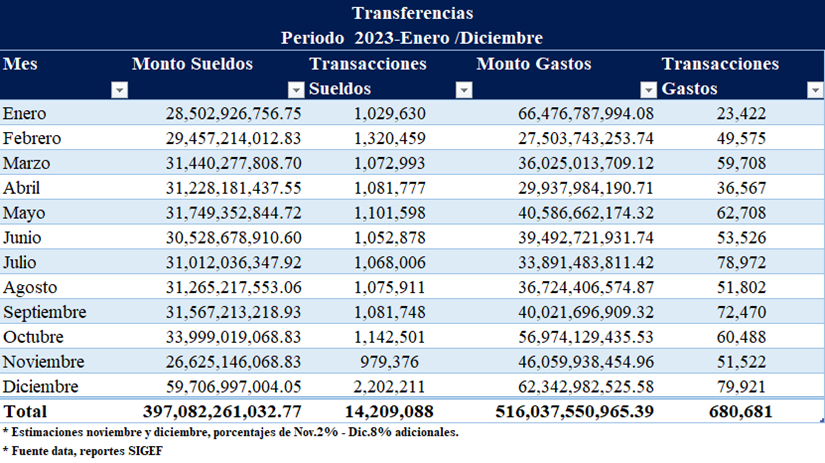 Transferencias
Periodo 2023-Enero /Diciembre
Mes Monto Sueldos Transacciones Sueldos Monto Gastos Transacciones Gastos
Enero 28,502,926,756.75 1,029,630 66,476,787,994.08 23,422
Febrero 29,457,214,012.83 1,320,459 27,503,743,253.74 49,575
Marzo 31,440,277,808.70 1,072,993 36,025,013,709.12 59,708
Abril 31,228,181,437.55 1,081,777 29,937,984,190.71 36,567
Mayo 31,749,352,844.72 1,101,598 40,586,662,174.32 62,708
Junio 30,528,678,910.60 1,052,878 39,492,721,931.74 53,526
Julio 31,012,036,347.92 1,068,006 33,891,483,811.42 78,972
Agosto 31,265,217,553.06 1,075,911 36,724,406,574.87 51,802
Septiembre 31,567,213,218.93 1,081,748 40,021,696,909.32 72,470
Octubre 33,999,019,068.83 1,142,501 56,974,129,435.53 60,488
Noviembre 26,625,146,068.83 979,376 46,059,938,454.96 51,522
Diciembre 59,706,997,004.05 2,202,211 62,342,982,525.58 79,921
Total 397,082,261,032.77 14,209,088 516,037,550,965.39 680,681
* Estimaciones noviembre y diciembre, porcentajes de Nov.2% - Dic.8% adicionales.
* Fuente data, reportes SIGEF